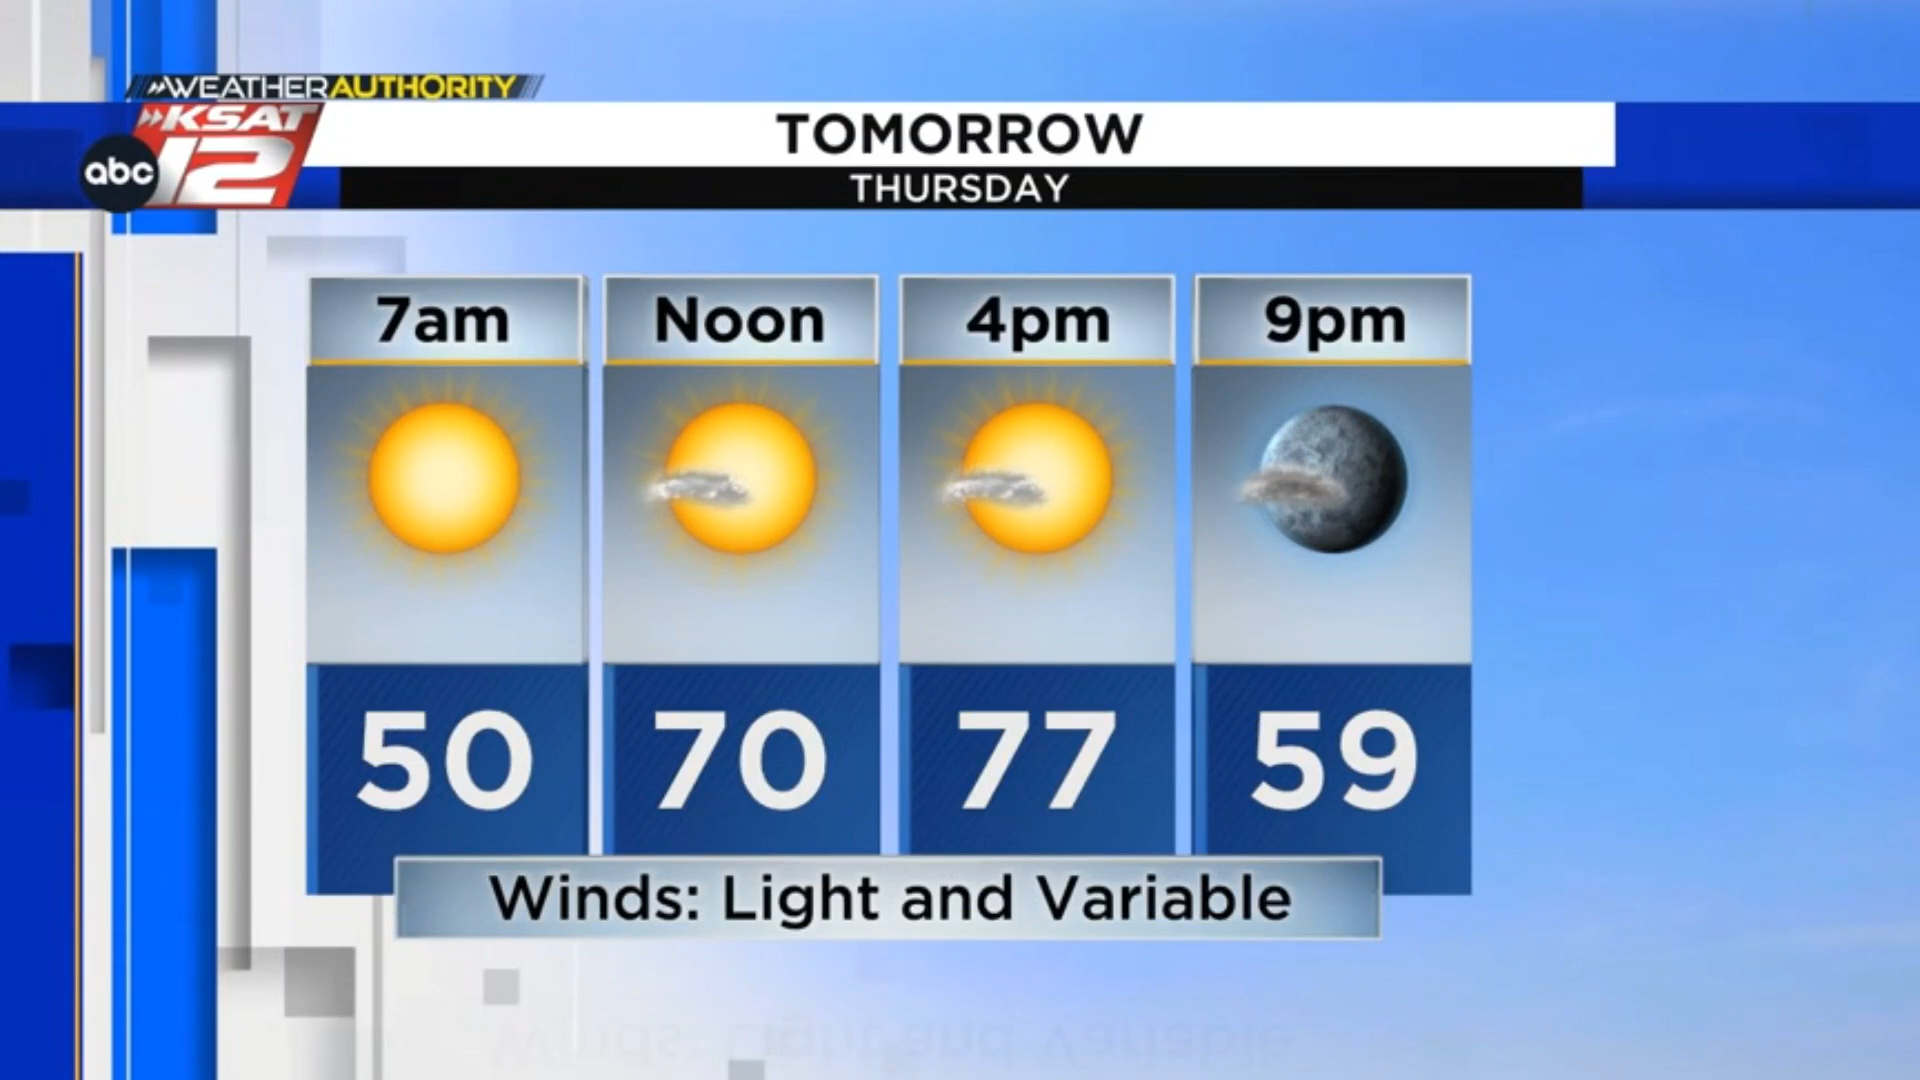 WEATHERAUTHORITY
KSAT
abc 12
TOMORROW
THURSDAY
7am Noon 4pm 9pm
50 70 77 59
Winds: Light and Variable